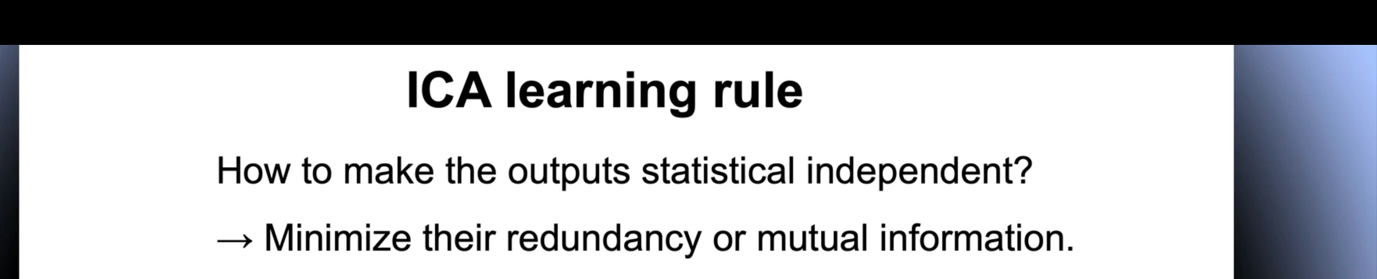 ICA learning rule
How to make the outputs statistical independent?
→ Minimize their redundancy or mutual information.